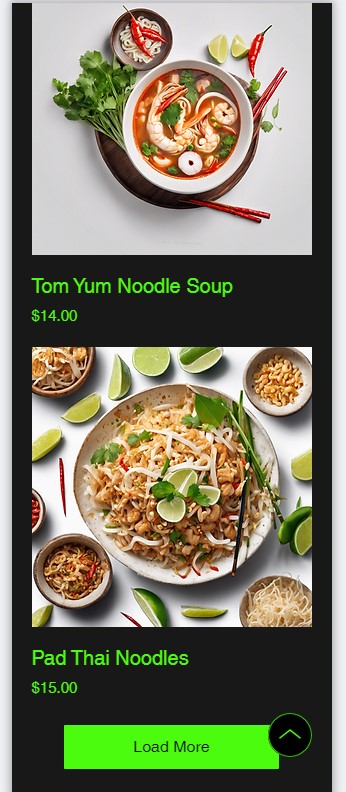 Tom Yum Noodle Soup
$14.00
Pad Thai Noodles
$15.00
Load More